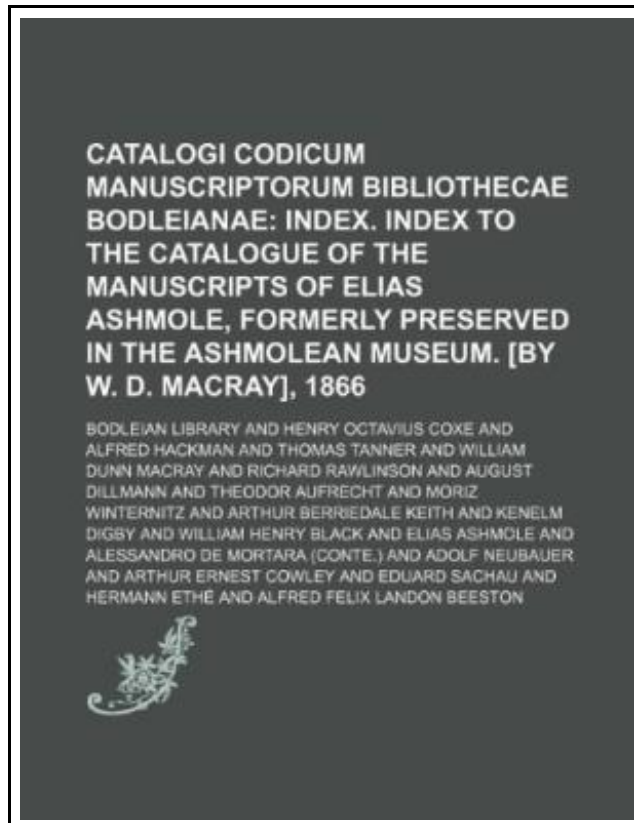 CATALOGI CODICUM
MANUSCRIPTORUM BIBLIOTHECAE
BODLEIANAE: INDEX. INDEX TO
THE CATALOGUE OF THE
MANUSCRIPTS OF ELIAS
ASHMOLE, FORMERLY PRESERVED
IN THE ASHMOLEAN MUSEUM. [BY
W. D. MACRAY], 1866
BODLEIAN LIBRARY AND HENRY OCTAVIUS COXE AND
ALFRED HACKMAN AND THOMAS TANNER AND WILLIAM
DUNN MACRAY AND RICHARD RAWLINSON AND AUGUST
DILLMANN AND THEODOR AUFRECHT AND MORIZ
WINTERNITZ AND ARTHUR BERRIEDALE KEITH AND KENELM
DIGBY AND WILLIAM HENRY BLACK AND ELIAS ASHMOLE AND
ALESSANDRO DE MORTARA (CONTE.) AND ADOLF NEUBAUER
AND ARTHUR ERNEST COWLEY AND EDUARD SACHAU AND
HERMANN ETHÉ AND ALFRED FELIX LANDON BEESTON